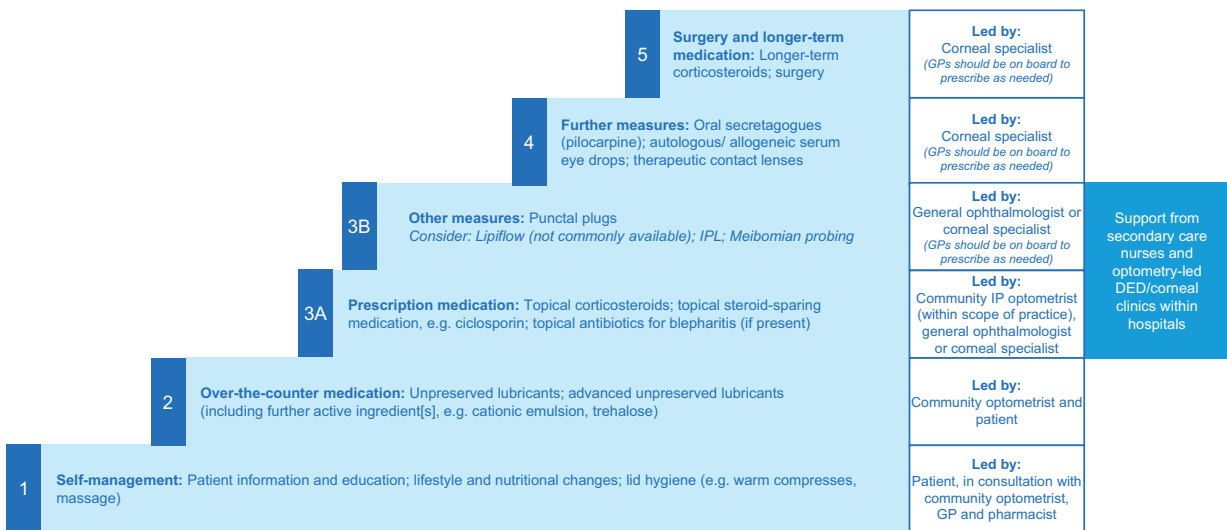 5
Surgery and longer-term
medication: Longer-term
corticosteroids; surgery
Led by:
Corneal specialist
(GPs should be on board to
prescribe as needed)
4
Further measures: Oral secretagogues
(pilocarpine); autologous/ allogeneic serum
eye drops; therapeutic contact lenses
Led by:
Corneal specialist
(GPs should be on board to
prescribe as needed)
3B
Other measures: Punctal plugs
Consider: Lipiflow (not commonly available); IPL; Meibomian probing
Led by:
General ophthalmologist or
corneal specialist
(GPs should be on board to
prescribe as needed)
Support from
secondary care
nurses and
optometry-led
DED/corneal
clinics within
hospitals
3A
Prescription medication: Topical corticosteroids; topical steroid-sparing
medication, e.g. ciclosporin; topical antibiotics for blepharitis (if present)
Led by:
Community IP optometrist
(within scope of practice),
general ophthalmologist
or corneal specialist
2
Over-the-counter medication: Unpreserved lubricants; advanced unpreserved lubricants
(including further active ingredient[s], e.g. cationic emulsion, trehalose)
Led by:
Community optometrist and
patient
1
Self-management: Patient information and education; lifestyle and nutritional changes; lid hygiene (e.g. warm compresses,
massage)
Led by:
Patient, in consultation with
community optometrist,
GP and pharmacist